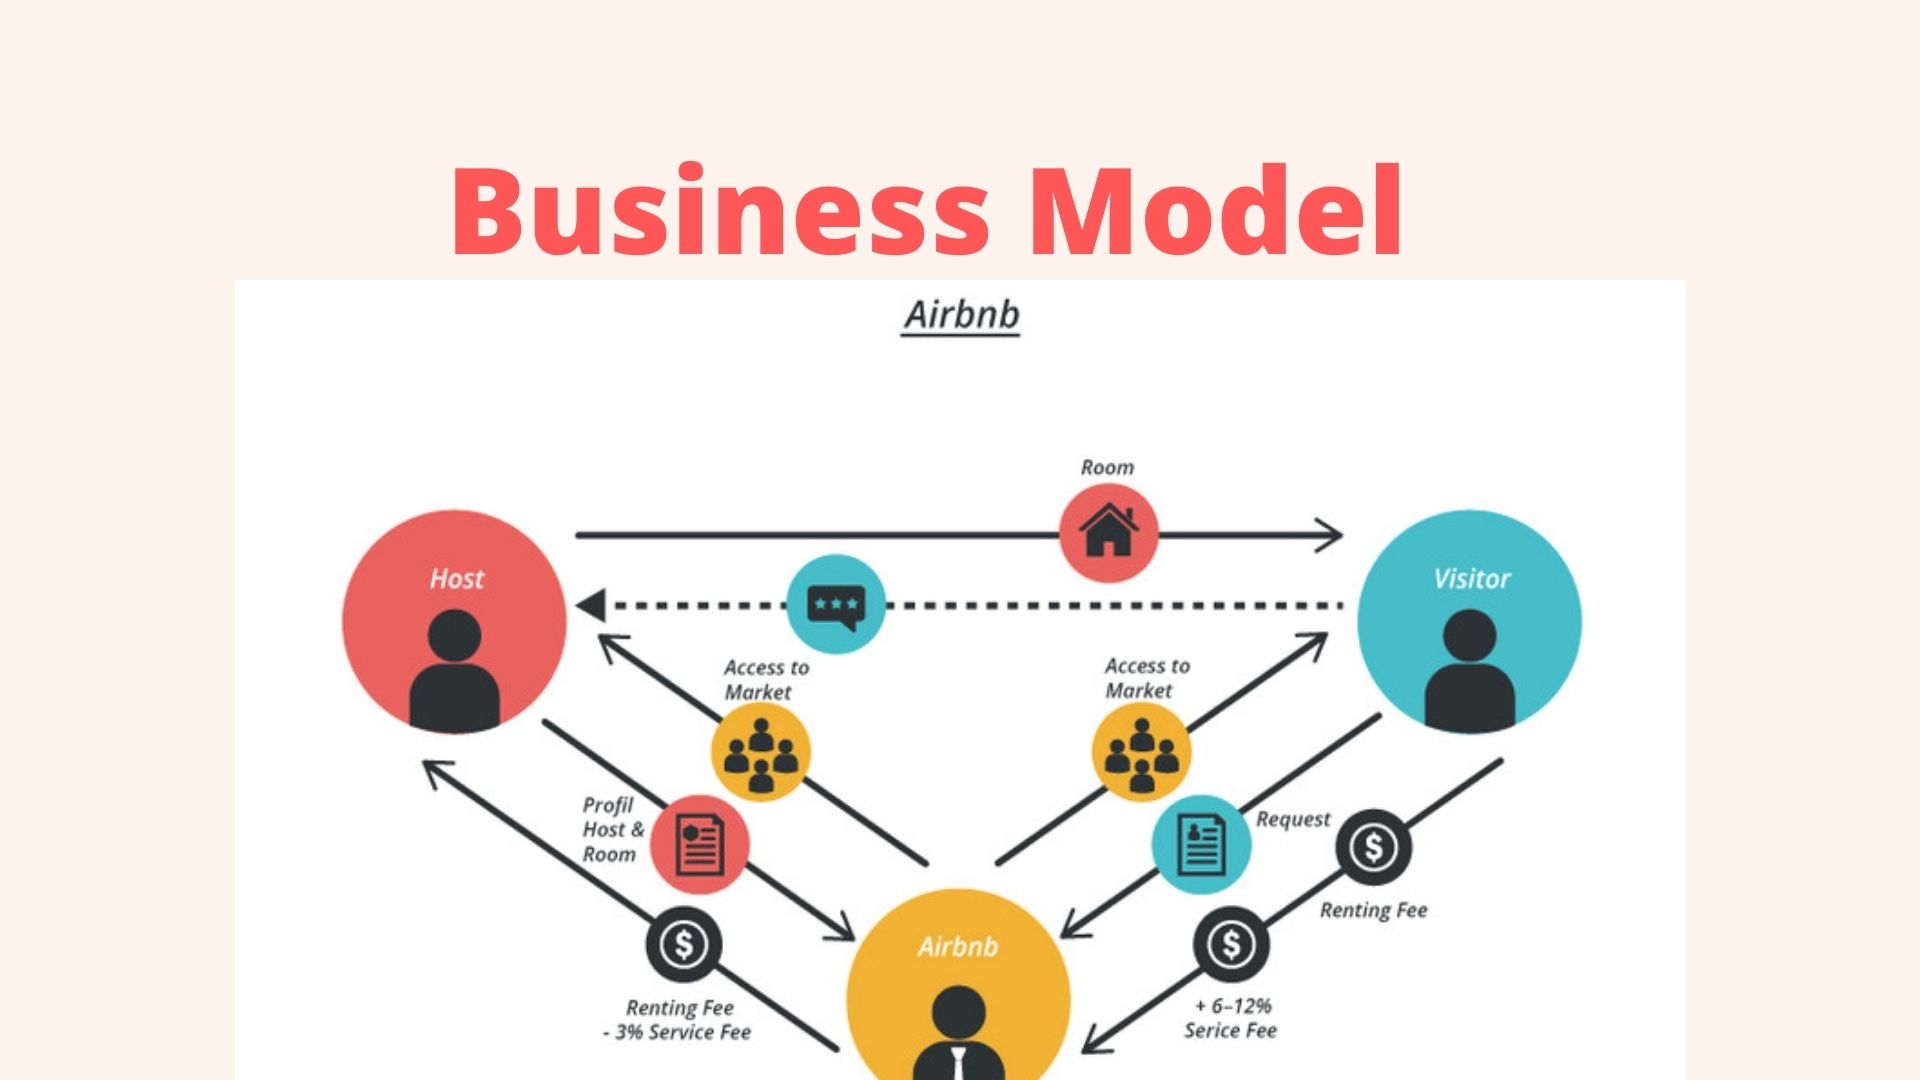 Business Model
Airbnb
Room
Host
Visitor
Access to
Market
Access to
Market
Profil
Host &
Room
Request
Renting Fee
Airbnb
Renting Fee
- 3% Service Fee
+ 6–12%
Serice Fee